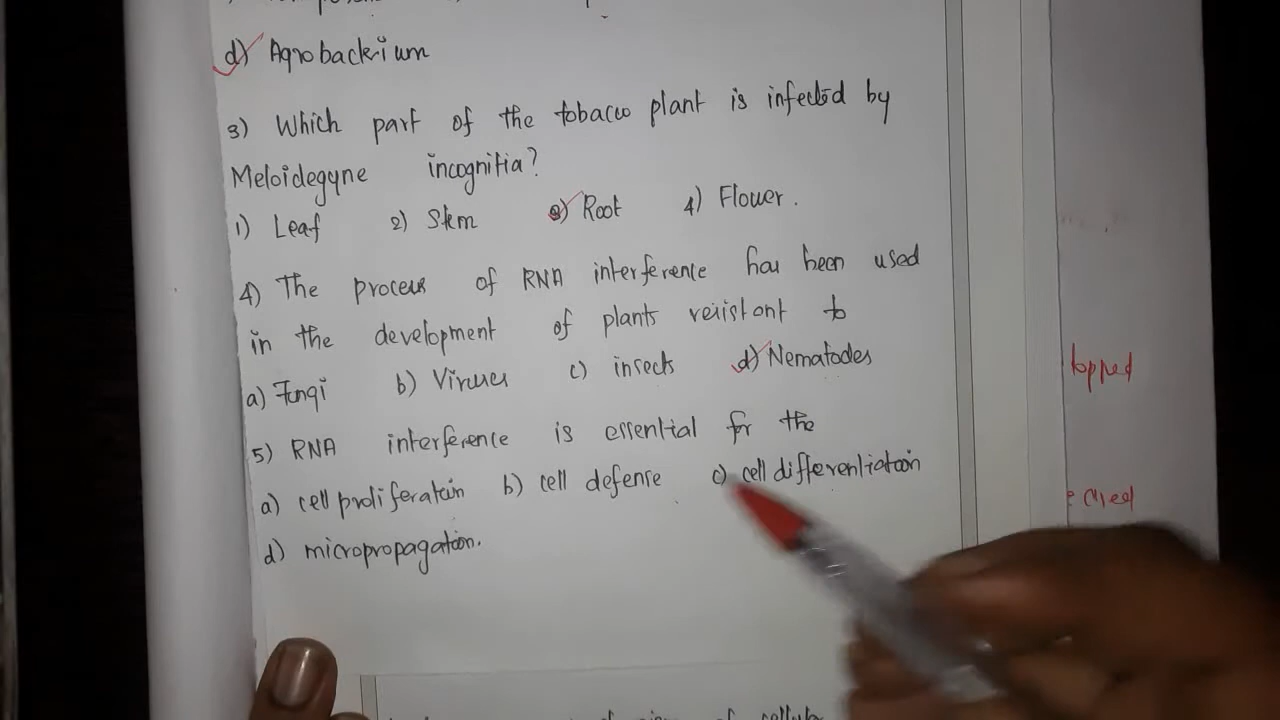 d) Agrobacterium
3) Which part of the tobacco plant is infected by
Meloidegyne incognitia?
1) Leaf 2) Stem 3) Root 4) Flower.
4) The process of RNA interference has been used
in the development of plants resistant to
a) Fungi b) Viruses c) insects d) Nematodes
5) RNA interference is essential for the
a) cell proliferation b) cell defense c) cell differentiation
d) micropropagation.
topped